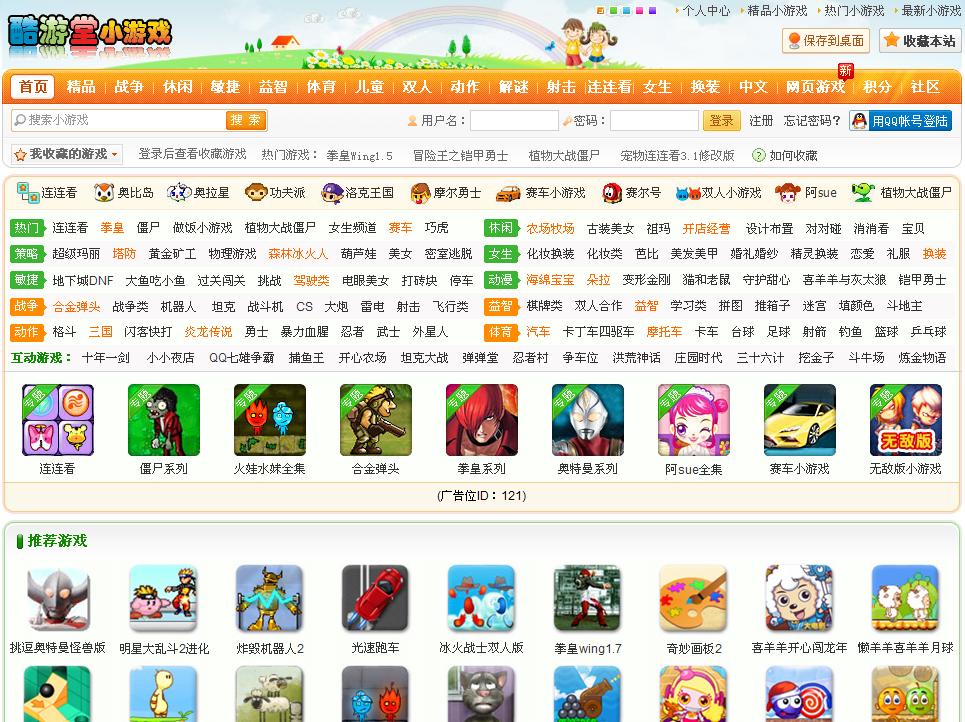 酷游堂小游戏
个人中心 精品小游戏 热门小游戏 最新小游戏
保存到桌面 收藏本站
新
首页 精品 战争 休闲 敏捷 益智 体育 儿童 双人 动作 解谜 射击 连连看 女生 换装 中文 网页游戏 积分 社区
搜索小游戏 搜 索 用户名： 密码： 登录 注册 忘记密码? 用QQ帐号登陆
我收藏的游戏 登录后查看收藏游戏 热门游戏： 拳皇Wing1.5 冒险王之铠甲勇士 植物大战僵尸 宠物连连看3.1修改版 如何收藏
连连看 奥比岛 奥拉星 功夫派 洛克王国 摩尔勇士 赛车小游戏 赛尔号 双人小游戏 阿sue 植物大战僵尸
热门 连连看 拳皇 僵尸 做饭小游戏 植物大战僵尸 女生频道 赛车 巧虎
休闲 农场牧场 古装美女 祖玛 开店经营 设计布置 对对碰 消消看 宝贝
策略 超级玛丽 塔防 黄金矿工 物理游戏 森林冰火人 葫芦娃 美女 密室逃脱
女生 化妆换装 化妆类 芭比 美发美甲 婚礼婚纱 精灵换装 恋爱 礼服 换装
敏捷 地下城DNF 大鱼吃小鱼 过关闯关 挑战 驾驶类 电眼美女 打砖块 停车
动漫 海绵宝宝 朵拉 变形金刚 猫和老鼠 守护甜心 喜羊羊与灰太狼 铠甲勇士
战争 合金弹头 战争类 机器人 坦克 战斗机 CS 大炮 雷电 射击 飞行类
益智 棋牌类 双人合作 益智 学习类 拼图 推箱子 迷宫 填颜色 斗地主
动作 格斗 三国 闪客快打 炎龙传说 勇士 暴力血腥 忍者 武士 外星人
体育 汽车 卡丁车四驱车 摩托车 卡车 台球 足球 射箭 钓鱼 篮球 乒乓球
互动游戏： 十年一剑 小小夜店 QQ七雄争霸 捕鱼王 开心农场 坦克大战 弹弹堂 忍者村 争车位 洪荒神话 庄园时代 三十六计 挖金子 斗牛场 炼金物语
专题 专题 专题 专题 专题 专题 专题 专题 专题
无敌版
连连看 僵尸系列 火娃水妹全集 合金弹头 拳皇系列 奥特曼系列 阿sue全集 赛车小游戏 无敌版小游戏
(广告位ID：121)
推荐游戏
挑逗奥特曼怪兽版 明星大乱斗2进化 炸毁机器人2 光速跑车 冰火战士双人版 拳皇wing1.7 奇妙画板2 喜羊羊开心闯龙年 懒羊羊喜羊羊月球